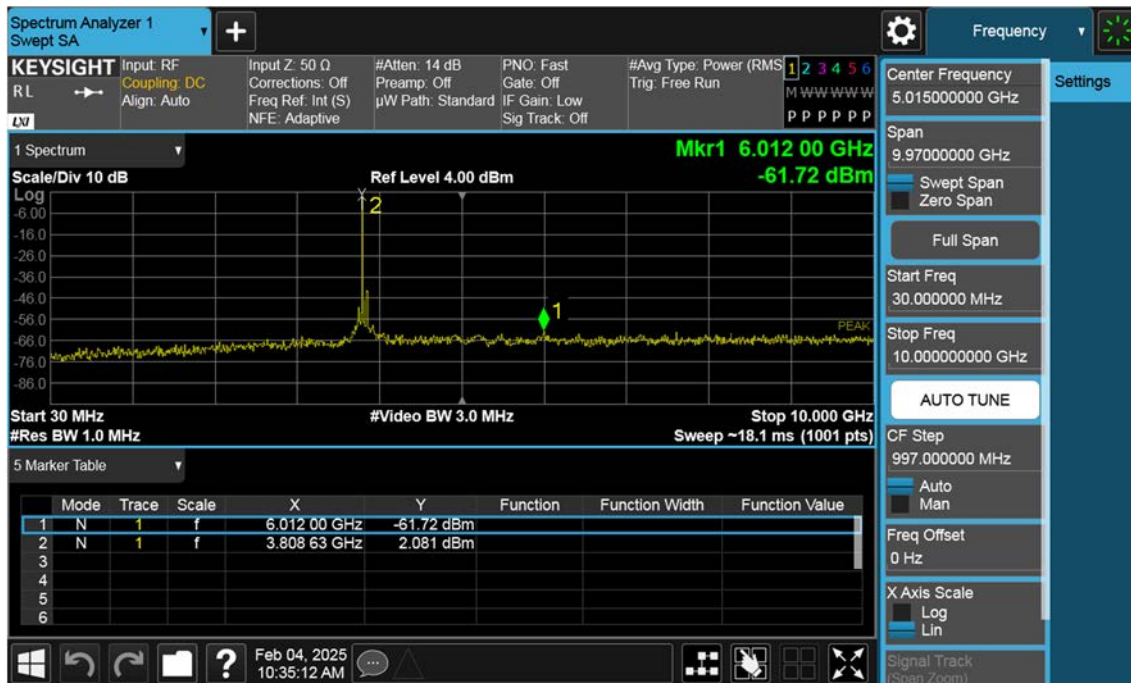 Spectrum Analyzer 1
Swept SA
+
Frequency
KEYSIGHT
RL
LXI
Input: RF
Coupling: DC
Align: Auto
Input Z: 50 Ω
Corrections: Off
Freq Ref: Int (S)
NFE: Adaptive
#Atten: 14 dB
Preamp: Off
µW Path: Standard
PNO: Fast
Gate: Off
IF Gain: Low
Sig Track: Off
#Avg Type: Power (RMS
Trig: Free Run
1 2 3 4 5 6
M W W W W W
P P P P P P
1 Spectrum
Mkr1 6.012 00 GHz
-61.72 dBm
Scale/Div 10 dB
Ref Level 4.00 dBm
Log
-6.00
-16.0
-26.0
-36.0
-46.0
-56.0
-66.0
-76.0
-86.0
2
1
PEAK
Start 30 MHz
#Video BW 3.0 MHz
Stop 10.000 GHz
#Res BW 1.0 MHz
Sweep ~18.1 ms (1001 pts)
5 Marker Table
Mode Trace Scale X Y Function Function Width Function Value
1 N 1 f 6.012 00 GHz -61.72 dBm
2 N 1 f 3.808 63 GHz 2.081 dBm
3
4
5
6
?
Feb 04, 2025
10:35:12 AM
Center Frequency
5.015000000 GHz
Span
9.97000000 GHz
Swept Span
Zero Span
Full Span
Start Freq
30.000000 MHz
Stop Freq
10.000000000 GHz
AUTO TUNE
CF Step
997.000000 MHz
Auto
Man
Freq Offset
0 Hz
X Axis Scale
Log
Lin
Signal Track
(Span Zoom)
Settings